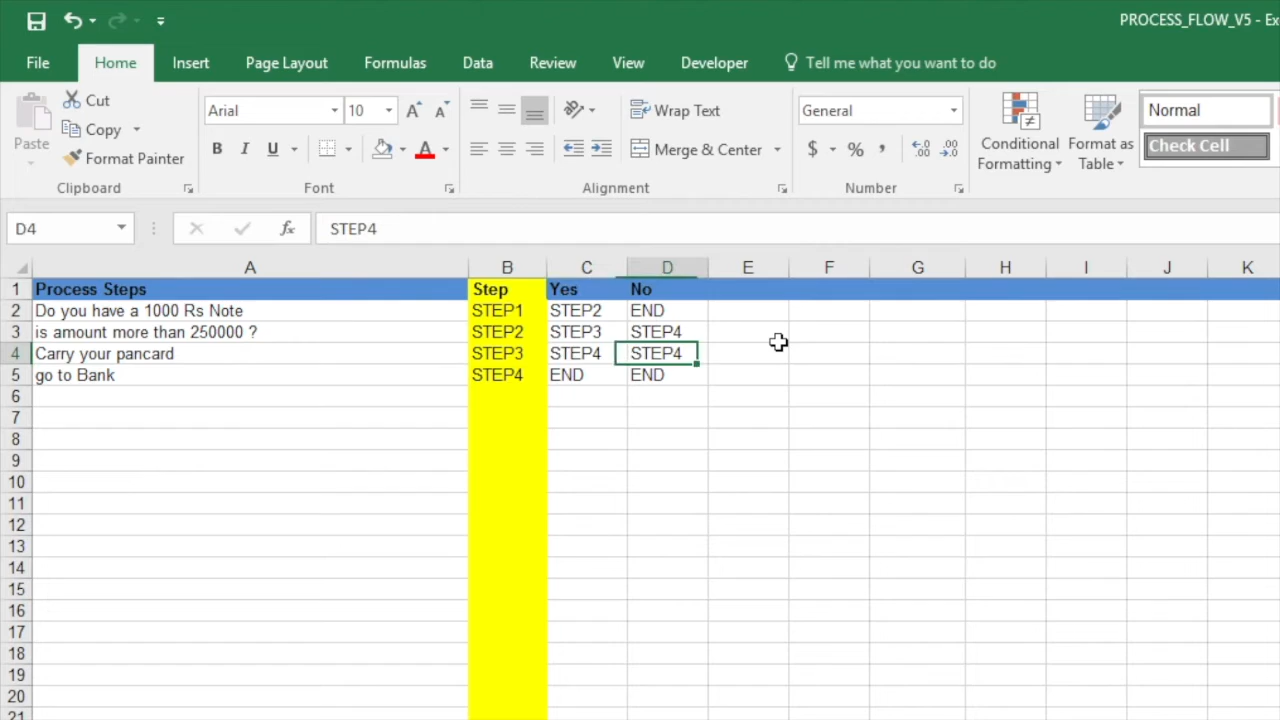 PROCESS_FLOW_V5 - Ex
File Home Insert Page Layout Formulas Data Review View Developer Tell me what you want to do
Paste
Cut
Copy
Format Painter
Clipboard
Arial 10
B I U A
Font
Wrap Text
Merge & Center
Alignment
General
$ % ,
Number
Conditional Formatting
Format as Table
Normal
Check Cell
D4 fx STEP4
A B C D E F G H I J K
1 Process Steps Step Yes No
2 Do you have a 1000 Rs Note STEP1 STEP2 END
3 is amount more than 250000 ? STEP2 STEP3 STEP4
4 Carry your pancard STEP3 STEP4 STEP4
5 go to Bank STEP4 END END
6
7
8
9
10
11
12
13
14
15
16
17
18
19
20
21